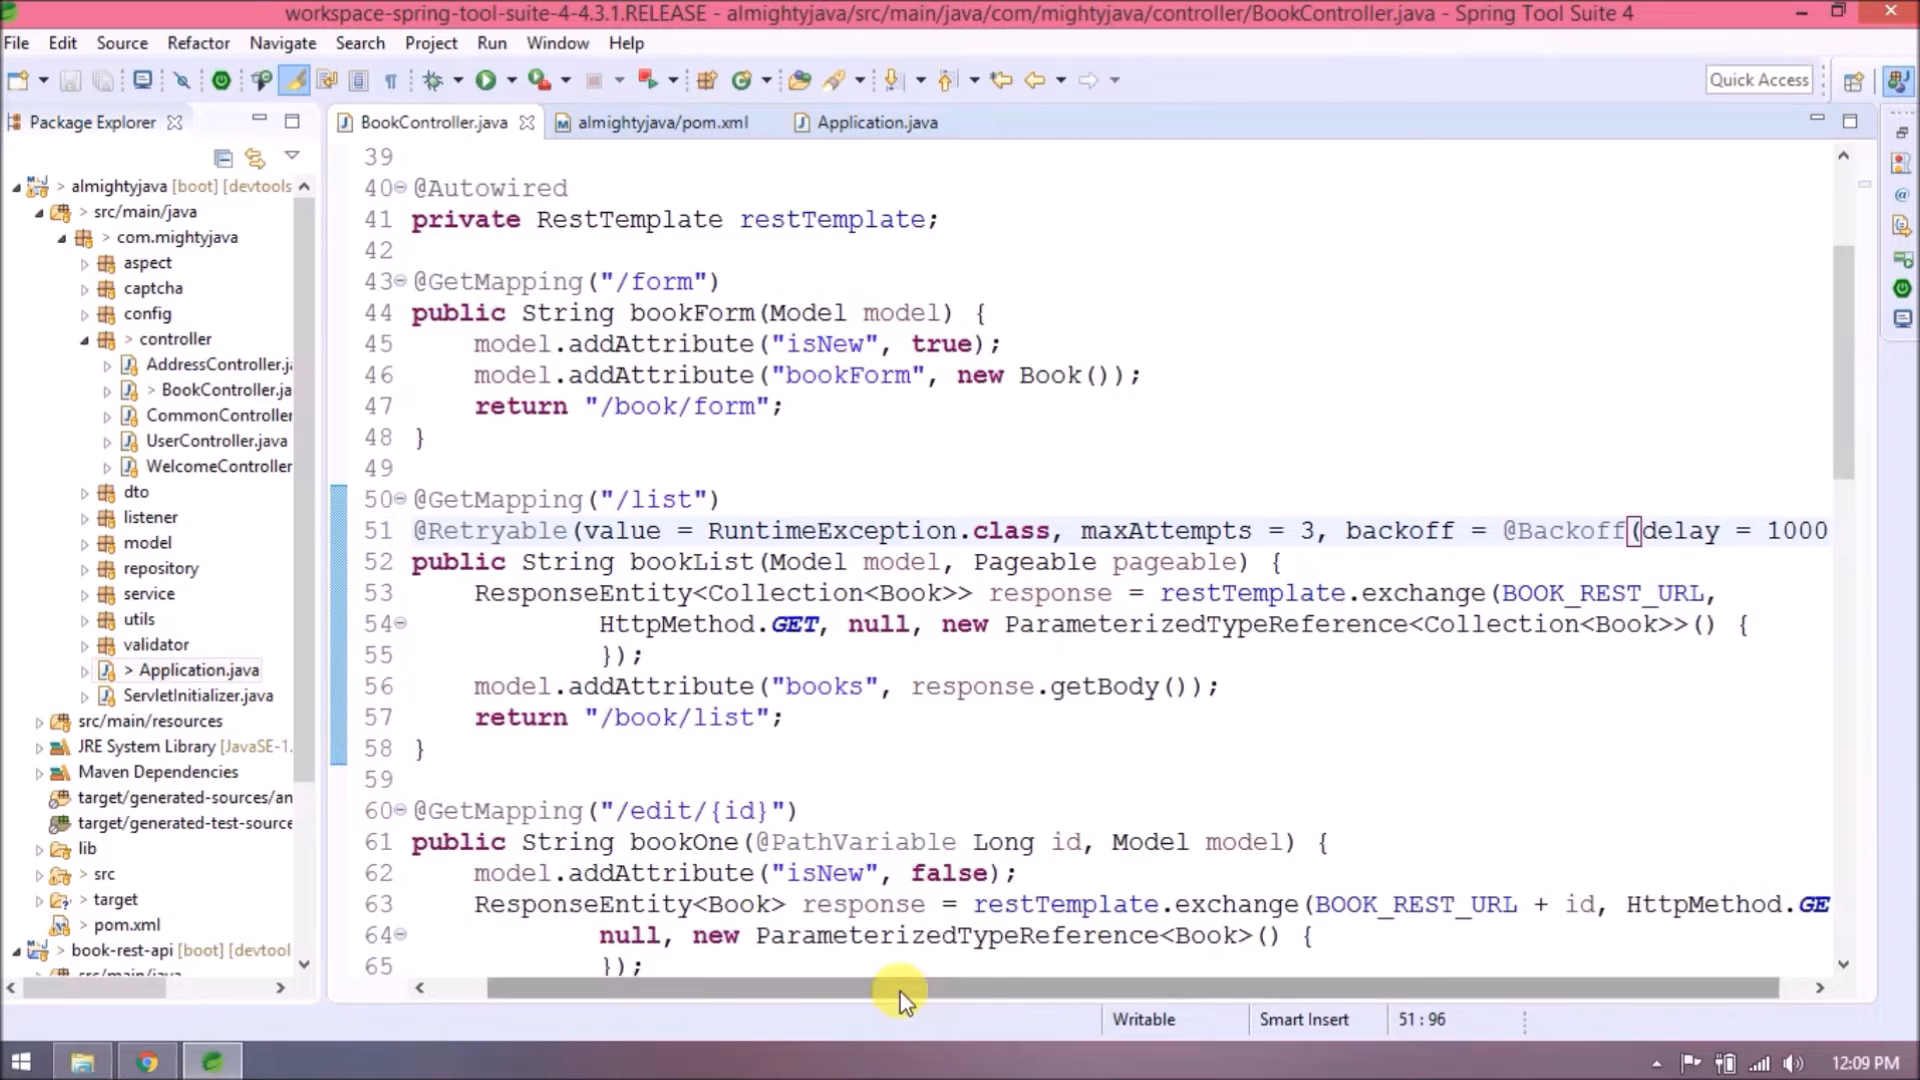 workspace-spring-tool-suite-4-4.3.1.RELEASE - almightyjava/src/main/java/com/mightyjava/controller/BookController.java - Spring Tool Suite 4
File Edit Source Refactor Navigate Search Project Run Window Help
Quick Access
Package Explorer
BookController.java
almightyjava/pom.xml
Application.java
> almightyjava [boot] [devtools
> src/main/java
> com.mightyjava
aspect
captcha
config
> controller
AddressController.ja
> BookController.ja
CommonController
UserController.java
WelcomeController
dto
listener
model
repository
service
utils
validator
> Application.java
ServletInitializer.java
src/main/resources
JRE System Library [JavaSE-1.
Maven Dependencies
target/generated-sources/an
target/generated-test-source
lib
> src
> target
> pom.xml
> book-rest-api [boot] [devtool
src/main/java
39
40 @Autowired
41 private RestTemplate restTemplate;
42
43 @GetMapping("/form")
44 public String bookForm(Model model) {
45 model.addAttribute("isNew", true);
46 model.addAttribute("bookForm", new Book());
47 return "/book/form";
48 }
49
50 @GetMapping("/list")
51 @Retryable(value = RuntimeException.class, maxAttempts = 3, backoff = @Backoff(delay = 1000
52 public String bookList(Model model, Pageable pageable) {
53 ResponseEntity<Collection<Book>> response = restTemplate.exchange(BOOK_REST_URL,
54 HttpMethod.GET, null, new ParameterizedTypeReference<Collection<Book>>() {
55 });
56 model.addAttribute("books", response.getBody());
57 return "/book/list";
58 }
59
60 @GetMapping("/edit/{id}")
61 public String bookOne(@PathVariable Long id, Model model) {
62 model.addAttribute("isNew", false);
63 ResponseEntity<Book> response = restTemplate.exchange(BOOK_REST_URL + id, HttpMethod.GE
64 null, new ParameterizedTypeReference<Book>() {
65 });
Writable
Smart Insert
51 : 96
12:09 PM